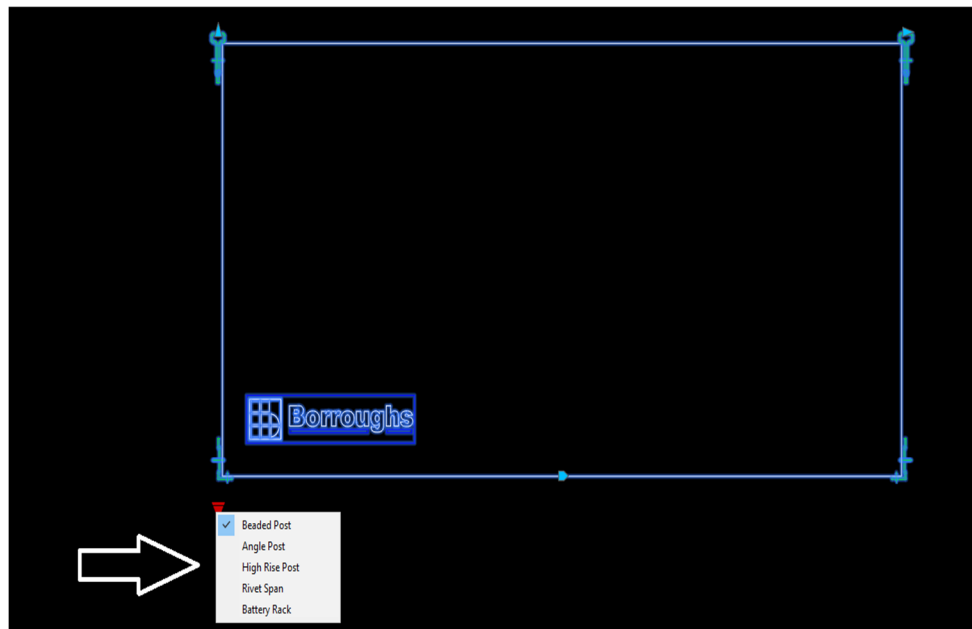 Borroughs
Beaded Post
Angle Post
High Rise Post
Rivet Span
Battery Rack